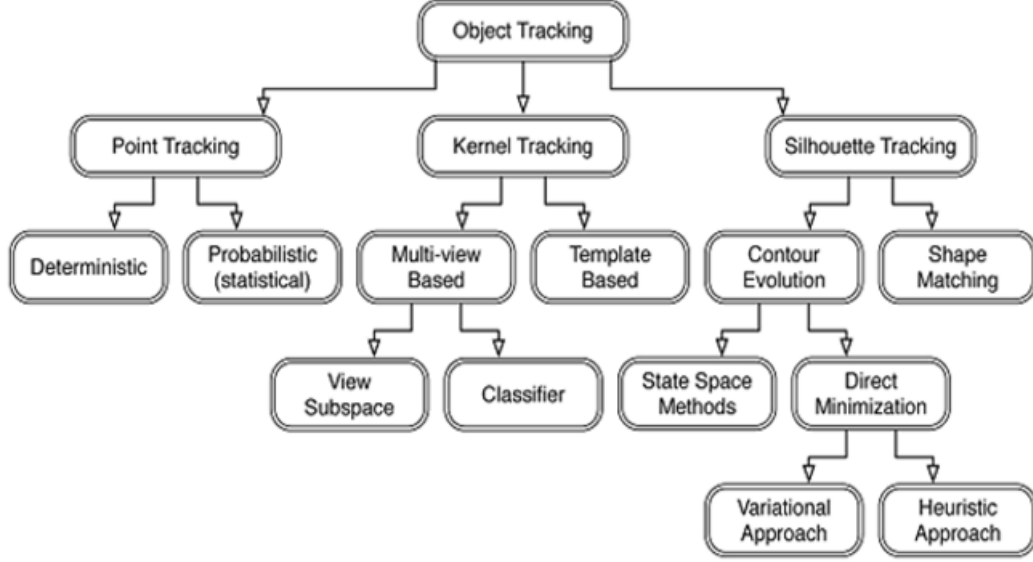 Object Tracking
Point Tracking
Kernel Tracking
Silhouette Tracking
Deterministic
Probabilistic
(statistical)
Multi-view
Based
Template
Based
Contour
Evolution
Shape
Matching
View
Subspace
Classifier
State Space
Methods
Direct
Minimization
Variational
Approach
Heuristic
Approach